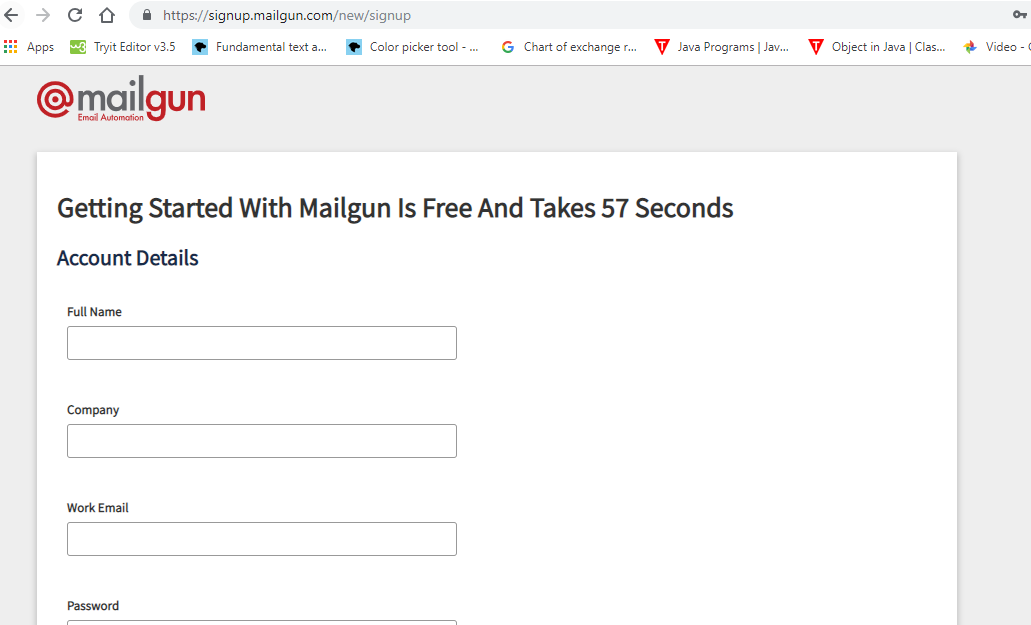 https://signup.mailgun.com/new/signup
Apps Tryit Editor v3.5 Fundamental text a... Color picker tool - ... Chart of exchange r... Java Programs | Jav... Object in Java | Clas... Video -
@mailgun
Email Automation
Getting Started With Mailgun Is Free And Takes 57 Seconds
Account Details
Full Name
Company
Work Email
Password